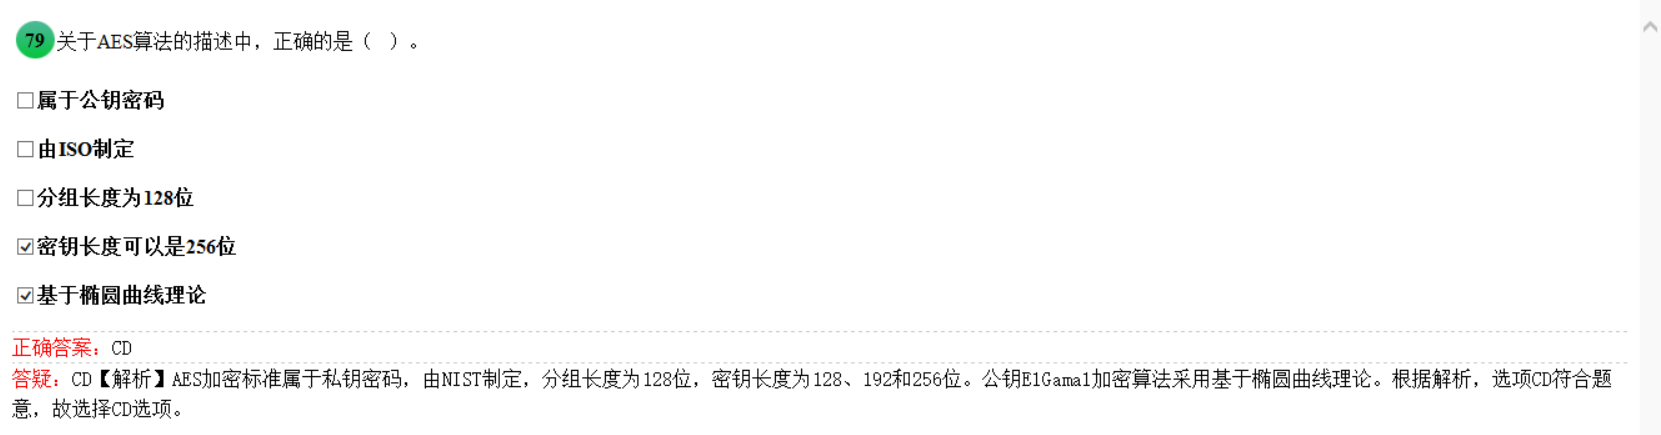 79 关于AES算法的描述中，正确的是（ ）。
属于公钥密码
由ISO制定
分组长度为128位
密钥长度可以是256位
基于椭圆曲线理论
正确答案：CD
答疑：CD【解析】AES加密标准属于私钥密码，由NIST制定，分组长度为128位，密钥长度为128、192和256位。公钥ElGamal加密算法采用基于椭圆曲线理论。根据解析，选项CD符合题
意，故选择CD选项。